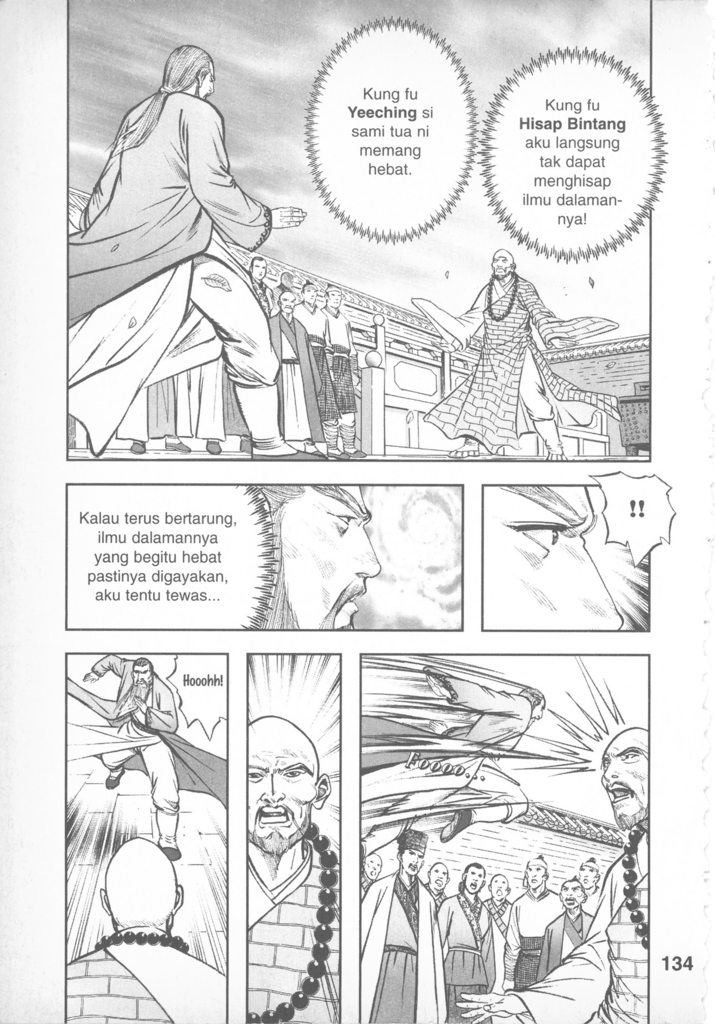 Kung fu
Yeeching si
sami tua ni
memang
hebat.
Kung fu
Hisap Bintang
aku langsung
tak dapat
menghisap
ilmu dalaman-
nya!
Kalau terus bertarung,
ilmu dalamannya
yang begitu hebat
pastinya digayakan,
aku tentu tewas...
!!
Hooohh!
Foooo...
134